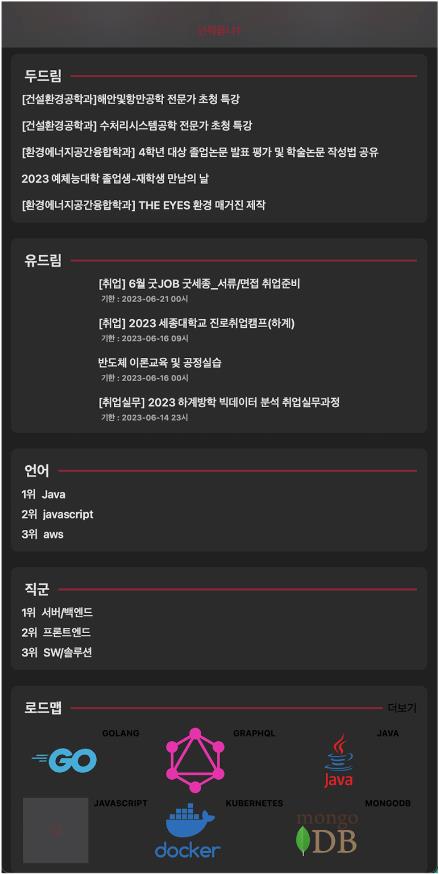 두드림
[건설환경공학과]해안및항만공학 전문가 초청 특강
[건설환경공학과] 수처리시스템공학 전문가 초청 특강
[환경에너지공간융합학과] 4학년 대상 졸업논문 발표 평가 및 학술논문 작성법 공유
2023 예체능대학 졸업생-재학생 만남의 날
[환경에너지공간융합학과] THE EYES 환경 매거진 제작
유드림
[취업] 6월 굿JOB 굿세종_서류/면접 취업준비
기한 : 2023-06-21 00시
[취업] 2023 세종대학교 진로취업캠프(하계)
기한 : 2023-06-16 09시
반도체 이론교육 및 공정실습
기한 : 2023-06-16 00시
[취업실무] 2023 하계방학 빅데이터 분석 취업실무과정
기한 : 2023-06-14 23시
언어
1위 Java
2위 javascript
3위 aws
직군
1위 서버/백엔드
2위 프론트엔드
3위 SW/솔루션
로드맵 더보기
GOLANG GRAPHQL JAVA
GO Java
JAVASCRIPT KUBERNETES MONGODB
docker mongo DB